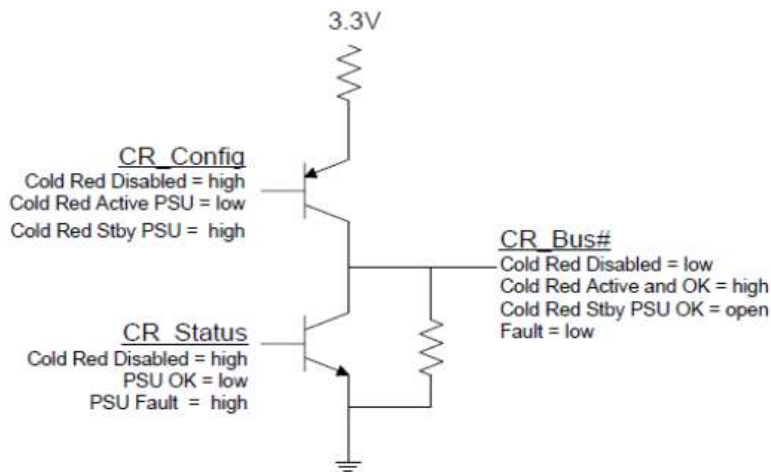 3.3V
CR_Config
Cold Red Disabled = high
Cold Red Active PSU = low
Cold Red Stby PSU = high
CR_Bus#
Cold Red Disabled = low
Cold Red Active and OK = high
Cold Red Stby PSU OK = open
Fault = low
CR_Status
Cold Red Disabled = high
PSU OK = low
PSU Fault = high